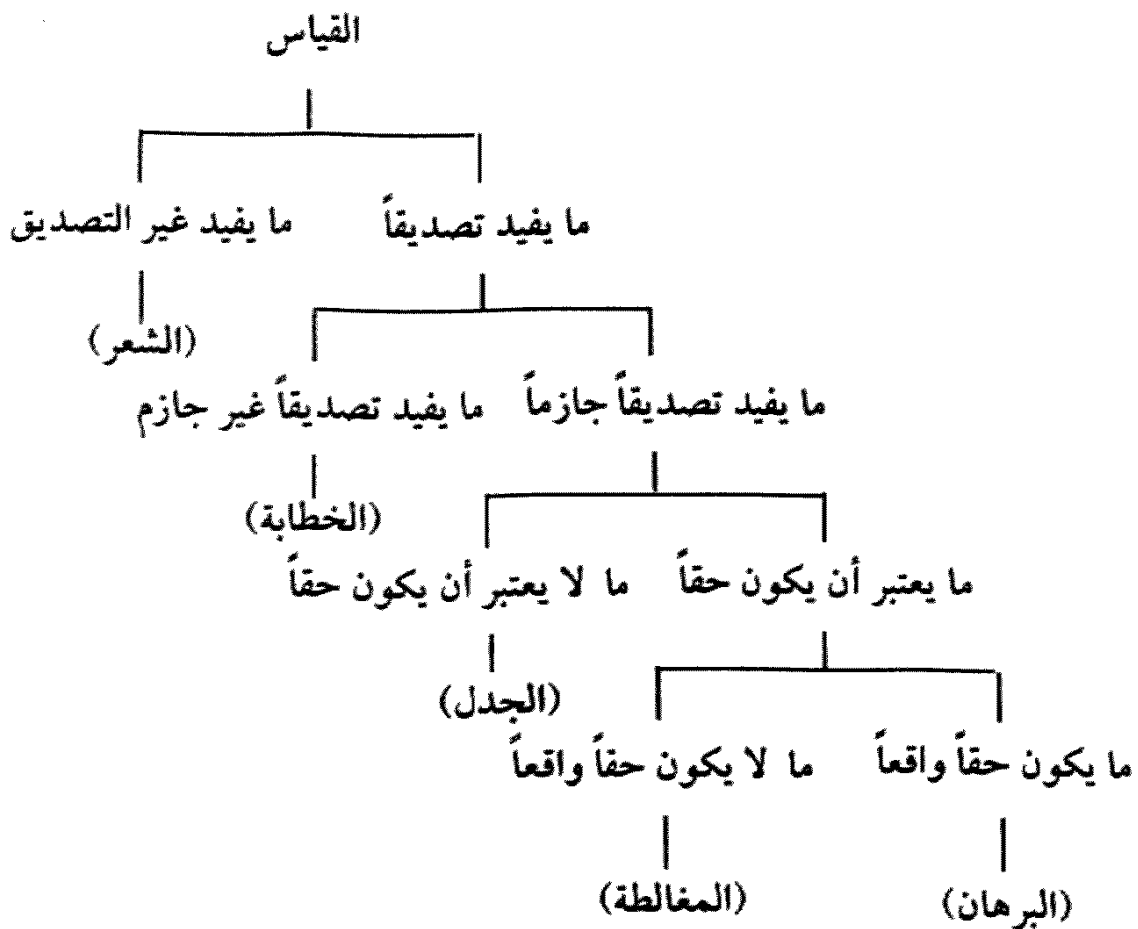 القياس
ما يفيد تصديقاً ما يفيد غير التصديق
(الشعر)
ما يفيد تصديقاً جازماً ما يفيد تصديقاً غير جازم
(الخطابة)
ما يعتبر أن يكون حقاً ما لا يعتبر أن يكون حقاً
(الجدل)
ما يكون حقاً واقعاً ما لا يكون حقاً واقعاً
(البرهان) (المغالطة)